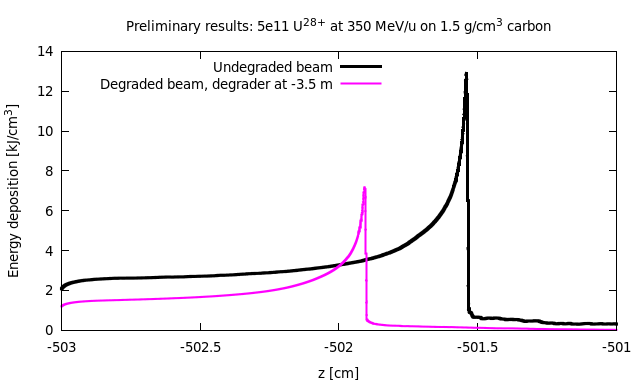 Preliminary results: 5e11 U²⁸⁺ at 350 MeV/u on 1.5 g/cm³ carbon
14
12
10
8
6
4
2
0
Energy deposition [kJ/cm³]
Undegraded beam
Degraded beam, degrader at -3.5 m
-503
-502.5
-502
-501.5
-501
z [cm]